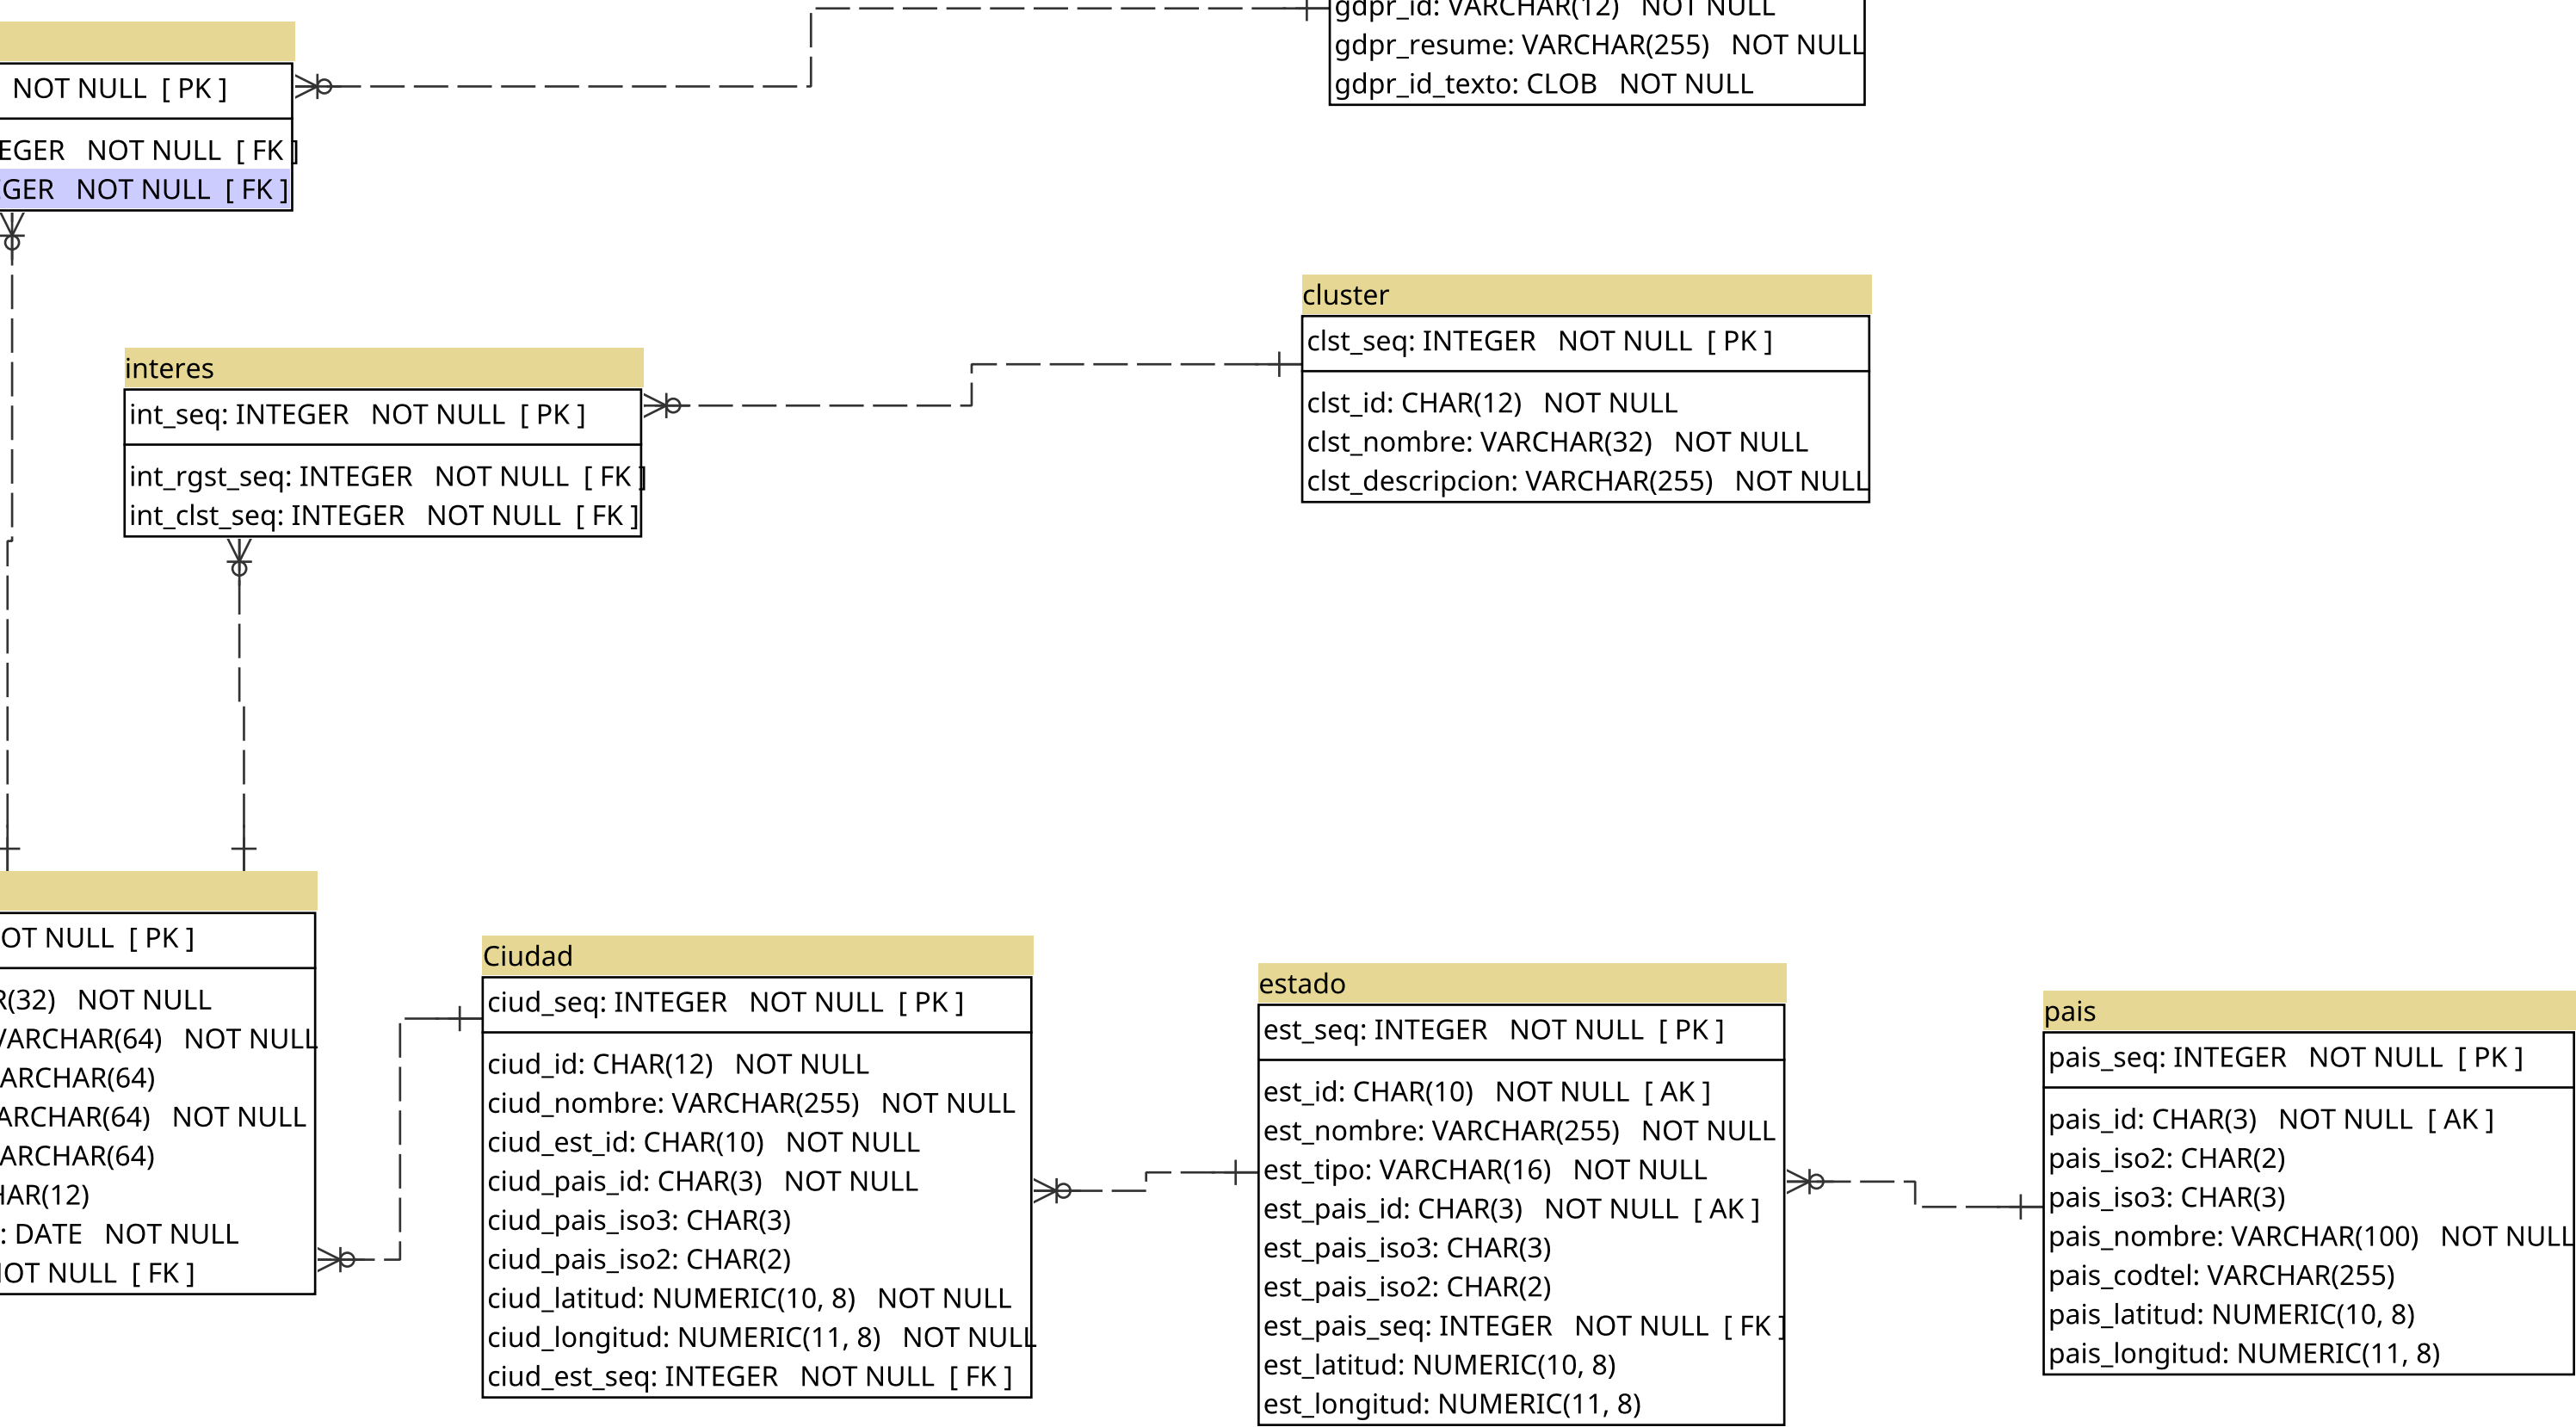 gdpr_id: VARCHAR(12) NOT NULL
gdpr_resume: VARCHAR(255) NOT NULL
gdpr_id_texto: CLOB NOT NULL
NOT NULL [ PK ]
EGER NOT NULL [ FK ]
GER NOT NULL [ FK ]
cluster
clst_seq: INTEGER NOT NULL [ PK ]
clst_id: CHAR(12) NOT NULL
clst_nombre: VARCHAR(32) NOT NULL
clst_descripcion: VARCHAR(255) NOT NULL
interes
int_seq: INTEGER NOT NULL [ PK ]
int_rgst_seq: INTEGER NOT NULL [ FK ]
int_clst_seq: INTEGER NOT NULL [ FK ]
OT NULL [ PK ]
R(32) NOT NULL
VARCHAR(64) NOT NULL
ARCHAR(64)
ARCHAR(64) NOT NULL
ARCHAR(64)
HAR(12)
: DATE NOT NULL
NOT NULL [ FK ]
Ciudad
ciud_seq: INTEGER NOT NULL [ PK ]
ciud_id: CHAR(12) NOT NULL
ciud_nombre: VARCHAR(255) NOT NULL
ciud_est_id: CHAR(10) NOT NULL
ciud_pais_id: CHAR(3) NOT NULL
ciud_pais_iso3: CHAR(3)
ciud_pais_iso2: CHAR(2)
ciud_latitud: NUMERIC(10, 8) NOT NULL
ciud_longitud: NUMERIC(11, 8) NOT NULL
ciud_est_seq: INTEGER NOT NULL [ FK ]
estado
est_seq: INTEGER NOT NULL [ PK ]
est_id: CHAR(10) NOT NULL [ AK ]
est_nombre: VARCHAR(255) NOT NULL
est_tipo: VARCHAR(16) NOT NULL
est_pais_id: CHAR(3) NOT NULL [ AK ]
est_pais_iso3: CHAR(3)
est_pais_iso2: CHAR(2)
est_pais_seq: INTEGER NOT NULL [ FK ]
est_latitud: NUMERIC(10, 8)
est_longitud: NUMERIC(11, 8)
pais
pais_seq: INTEGER NOT NULL [ PK ]
pais_id: CHAR(3) NOT NULL [ AK ]
pais_iso2: CHAR(2)
pais_iso3: CHAR(3)
pais_nombre: VARCHAR(100) NOT NULL
pais_codtel: VARCHAR(255)
pais_latitud: NUMERIC(10, 8)
pais_longitud: NUMERIC(11, 8)